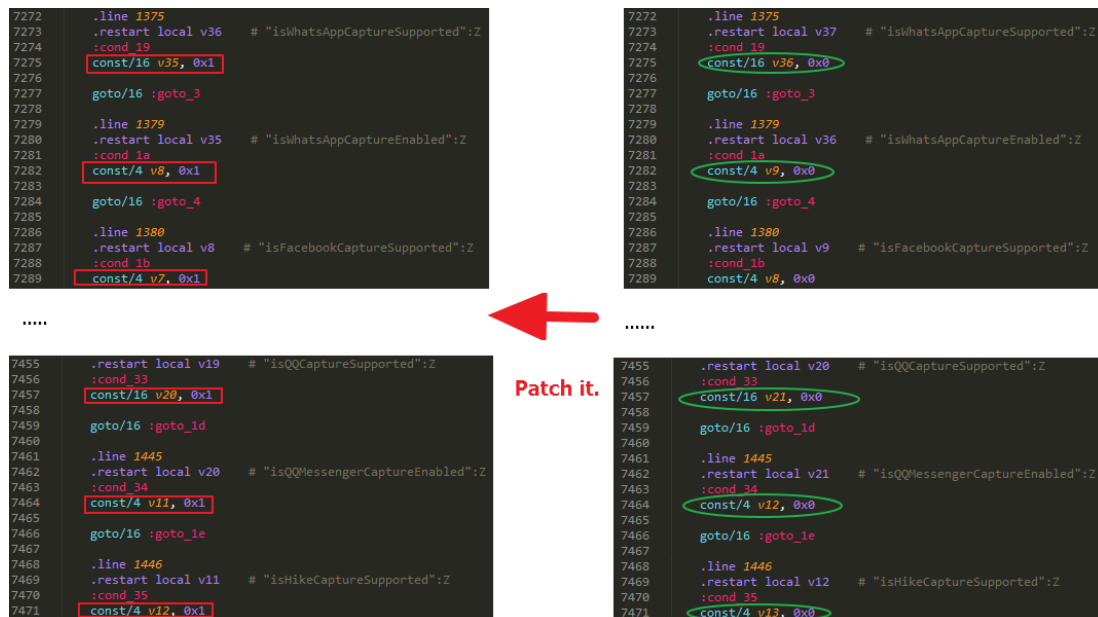 7272 .line 1375
7273 .restart local v36 # "isWhatsAppCaptureSupported":Z
7274 :cond_19
7275 const/16 v35, 0x1
7276
7277 goto/16 :goto_3
7278
7279 .line 1379
7280 .restart local v35 # "isWhatsAppCaptureEnabled":Z
7281 :cond_1a
7282 const/4 v8, 0x1
7283
7284 goto/16 :goto_4
7285
7286 .line 1380
7287 .restart local v8 # "isFacebookCaptureSupported":Z
7288 :cond_1b
7289 const/4 v7, 0x1
.....
7455 .restart local v19 # "isQQCaptureSupported":Z
7456 :cond_33
7457 const/16 v20, 0x1
7458
7459 goto/16 :goto_1d
7460
7461 .line 1445
7462 .restart local v20 # "isQQMessengerCaptureEnabled":Z
7463 :cond_34
7464 const/4 v11, 0x1
7465
7466 goto/16 :goto_1e
7467
7468 .line 1446
7469 .restart local v11 # "isHikeCaptureSupported":Z
7470 :cond_35
7471 const/4 v12, 0x1
Patch it.
7272 .line 1375
7273 .restart local v37 # "isWhatsAppCaptureSupported":Z
7274 :cond_19
7275 const/16 v36, 0x0
7276
7277 goto/16 :goto_3
7278
7279 .line 1379
7280 .restart local v36 # "isWhatsAppCaptureEnabled":Z
7281 :cond_1a
7282 const/4 v9, 0x0
7283
7284 goto/16 :goto_4
7285
7286 .line 1380
7287 .restart local v9 # "isFacebookCaptureSupported":Z
7288 :cond_1b
7289 const/4 v8, 0x0
......
7455 .restart local v20 # "isQQCaptureSupported":Z
7456 :cond_33
7457 const/16 v21, 0x0
7458
7459 goto/16 :goto_1d
7460
7461 .line 1445
7462 .restart local v21 # "isQQMessengerCaptureEnabled":Z
7463 :cond_34
7464 const/4 v12, 0x0
7465
7466 goto/16 :goto_1e
7467
7468 .line 1446
7469 .restart local v12 # "isHikeCaptureSupported":Z
7470 :cond_35
7471 const/4 v13, 0x0